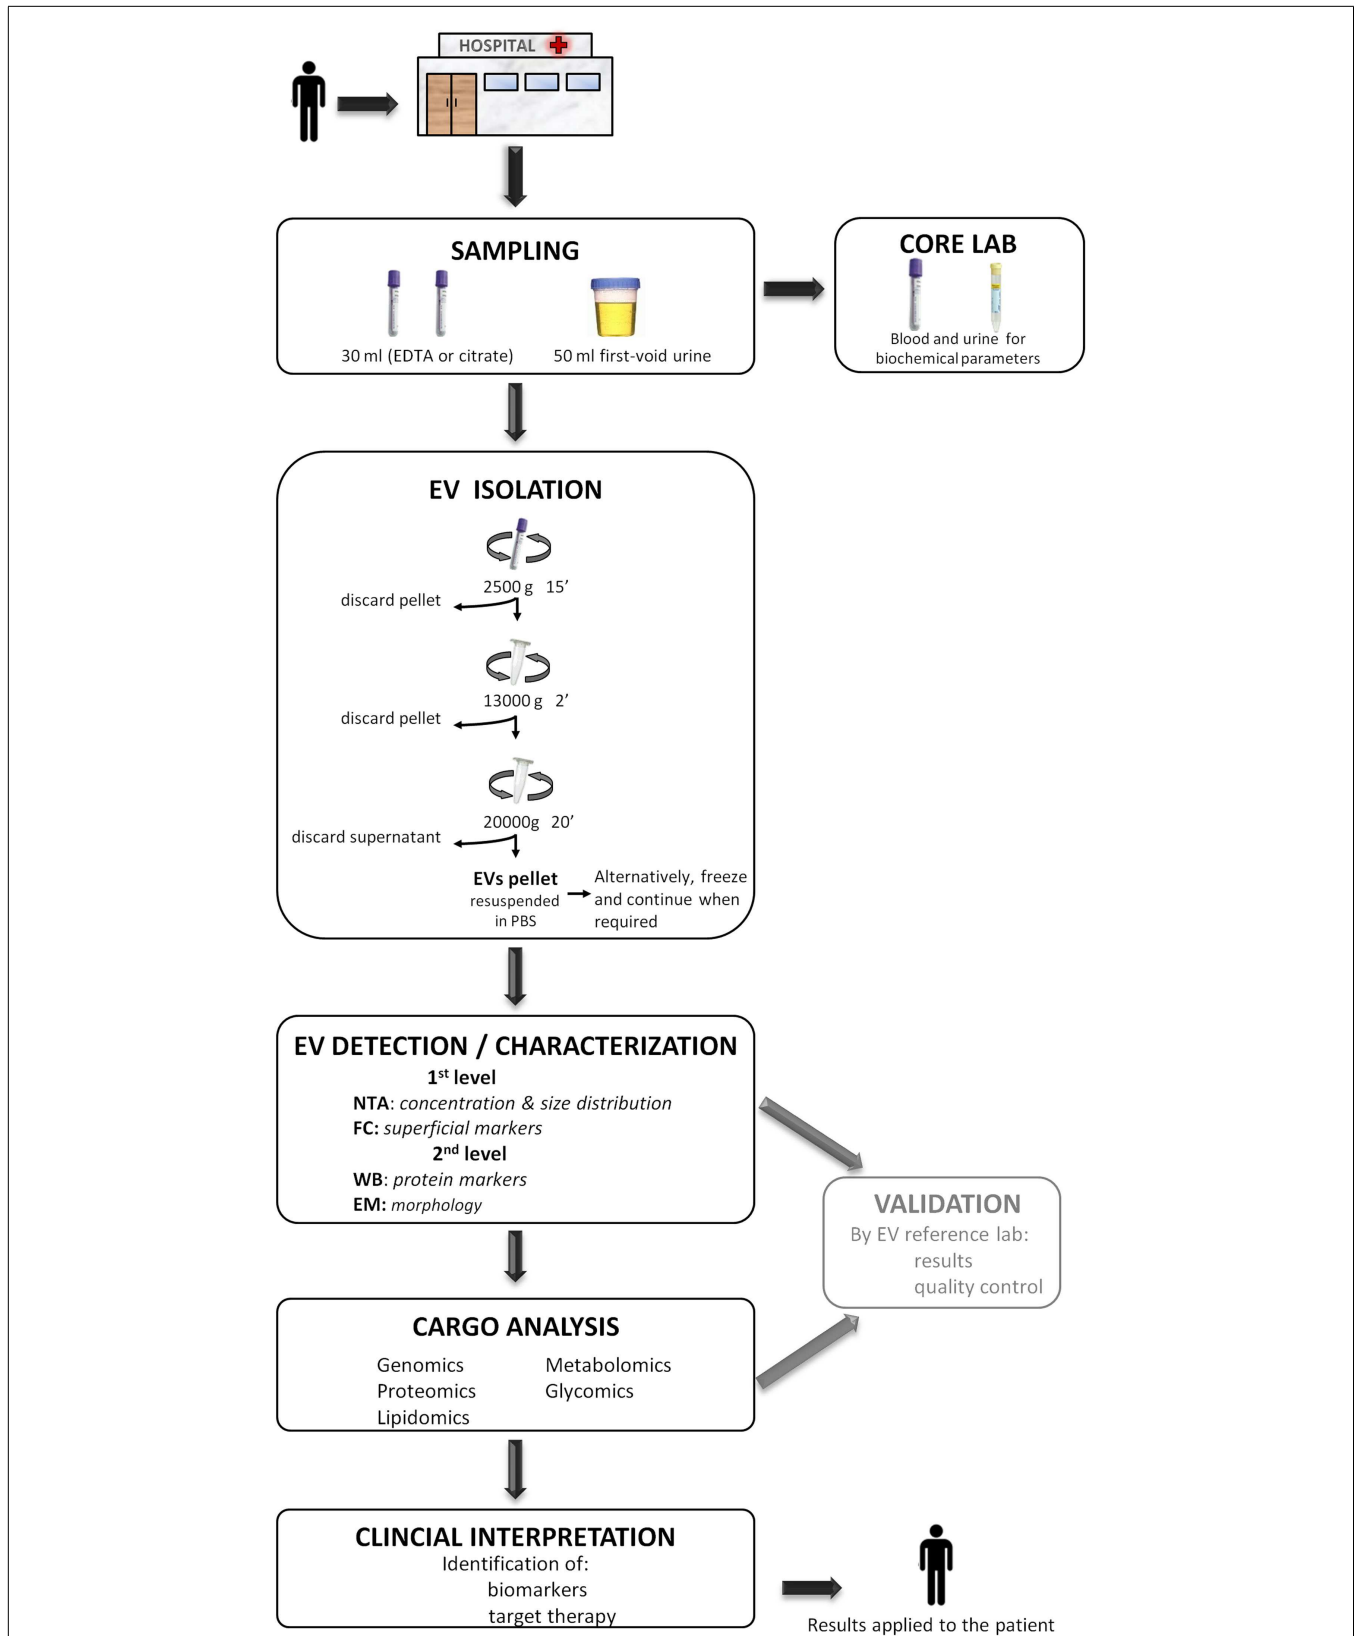 HOSPITAL
SAMPLING
30 ml (EDTA or citrate)
50 ml first-void urine
CORE LAB
Blood and urine for
biochemical parameters
EV ISOLATION
2500 g 15’
discard pellet
13000 g 2’
discard pellet
20000g 20’
discard supernatant
EVs pellet
resuspended
in PBS
Alternatively, freeze
and continue when
required
EV DETECTION / CHARACTERIZATION
1st level
NTA: concentration & size distribution
FC: superficial markers
2nd level
WB: protein markers
EM: morphology
VALIDATION
By EV reference lab:
results
quality control
CARGO ANALYSIS
Genomics
Proteomics
Lipidomics
Metabolomics
Glycomics
CLINCIAL INTERPRETATION
Identification of:
biomarkers
target therapy
Results applied to the patient